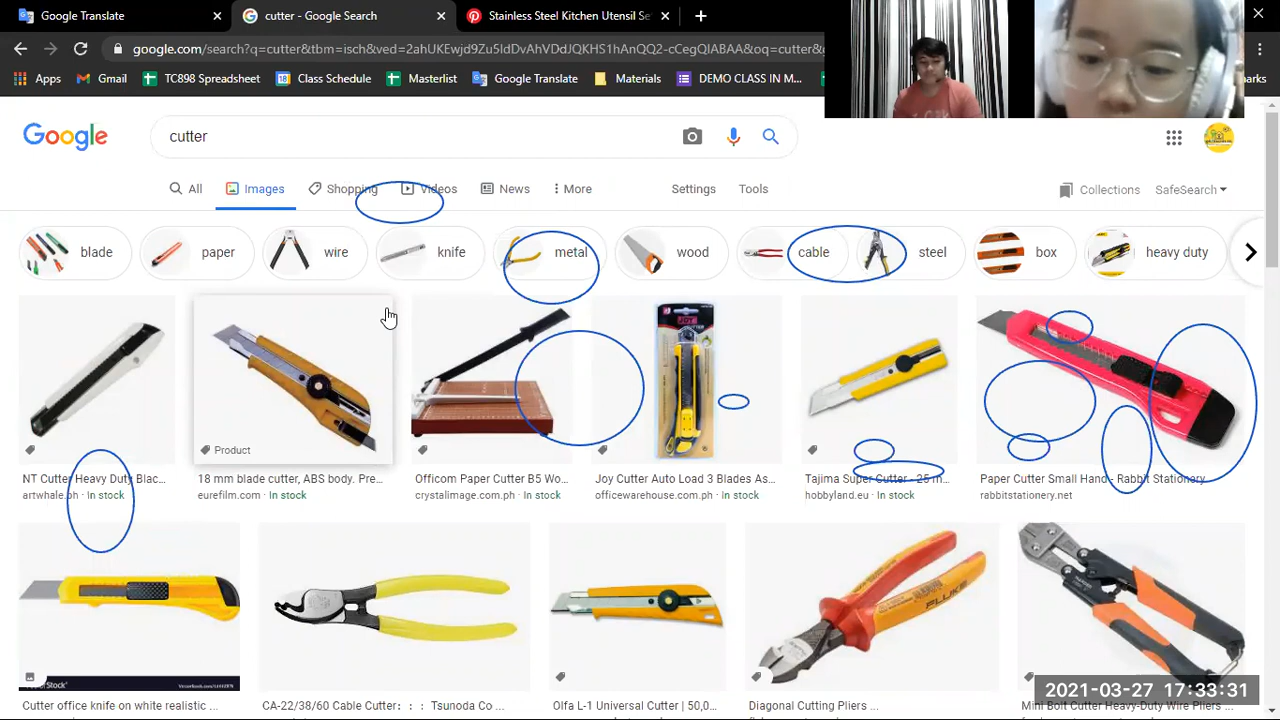 Google Translate
cutter - Google Search
Stainless Steel Kitchen Utensil Se
google.com/search?q=cutter&tbm=isch&ved=2ahUKEwjd9Zu5ldDvAhVDdJQKHS1hAnQQ2-cCegQIABAA&oq=cutter&
Apps
Gmail
TC898 Spreadsheet
Class Schedule
Masterlist
Google Translate
Materials
DEMO CLASS IN M...
Google
cutter
All
Images
Shopping
Videos
News
More
Settings
Tools
Collections
SafeSearch
blade
paper
wire
knife
metal
wood
cable
steel
box
heavy duty
Product
NT Cutter Heavy Duty Blac...
artwhale.ph · In stock
18 mm blade cutter, ABS body. Pre...
eurefilm.com · In stock
Officom Paper Cutter B5 Wo...
crystalimage.com.ph · In stock
Joy Cutter Auto Load 3 Blades As...
officewarehouse.com.ph · In stock
Tajima Super Cutter - 25 m...
hobbyland.eu · In stock
Paper Cutter Small Hand - Rabbit Stationery
rabbitstationery.net
FLUKE
Cutter office knife on white realistic ...
CA-22/38/60 Cable Cutter: : : Tsunoda Co ...
Olfa L-1 Universal Cutter | 50,0...
Diagonal Cutting Pliers ...
Mini Bolt Cutter Heavy-Duty Wire Pliers ...
2021-03-27 17:33:31